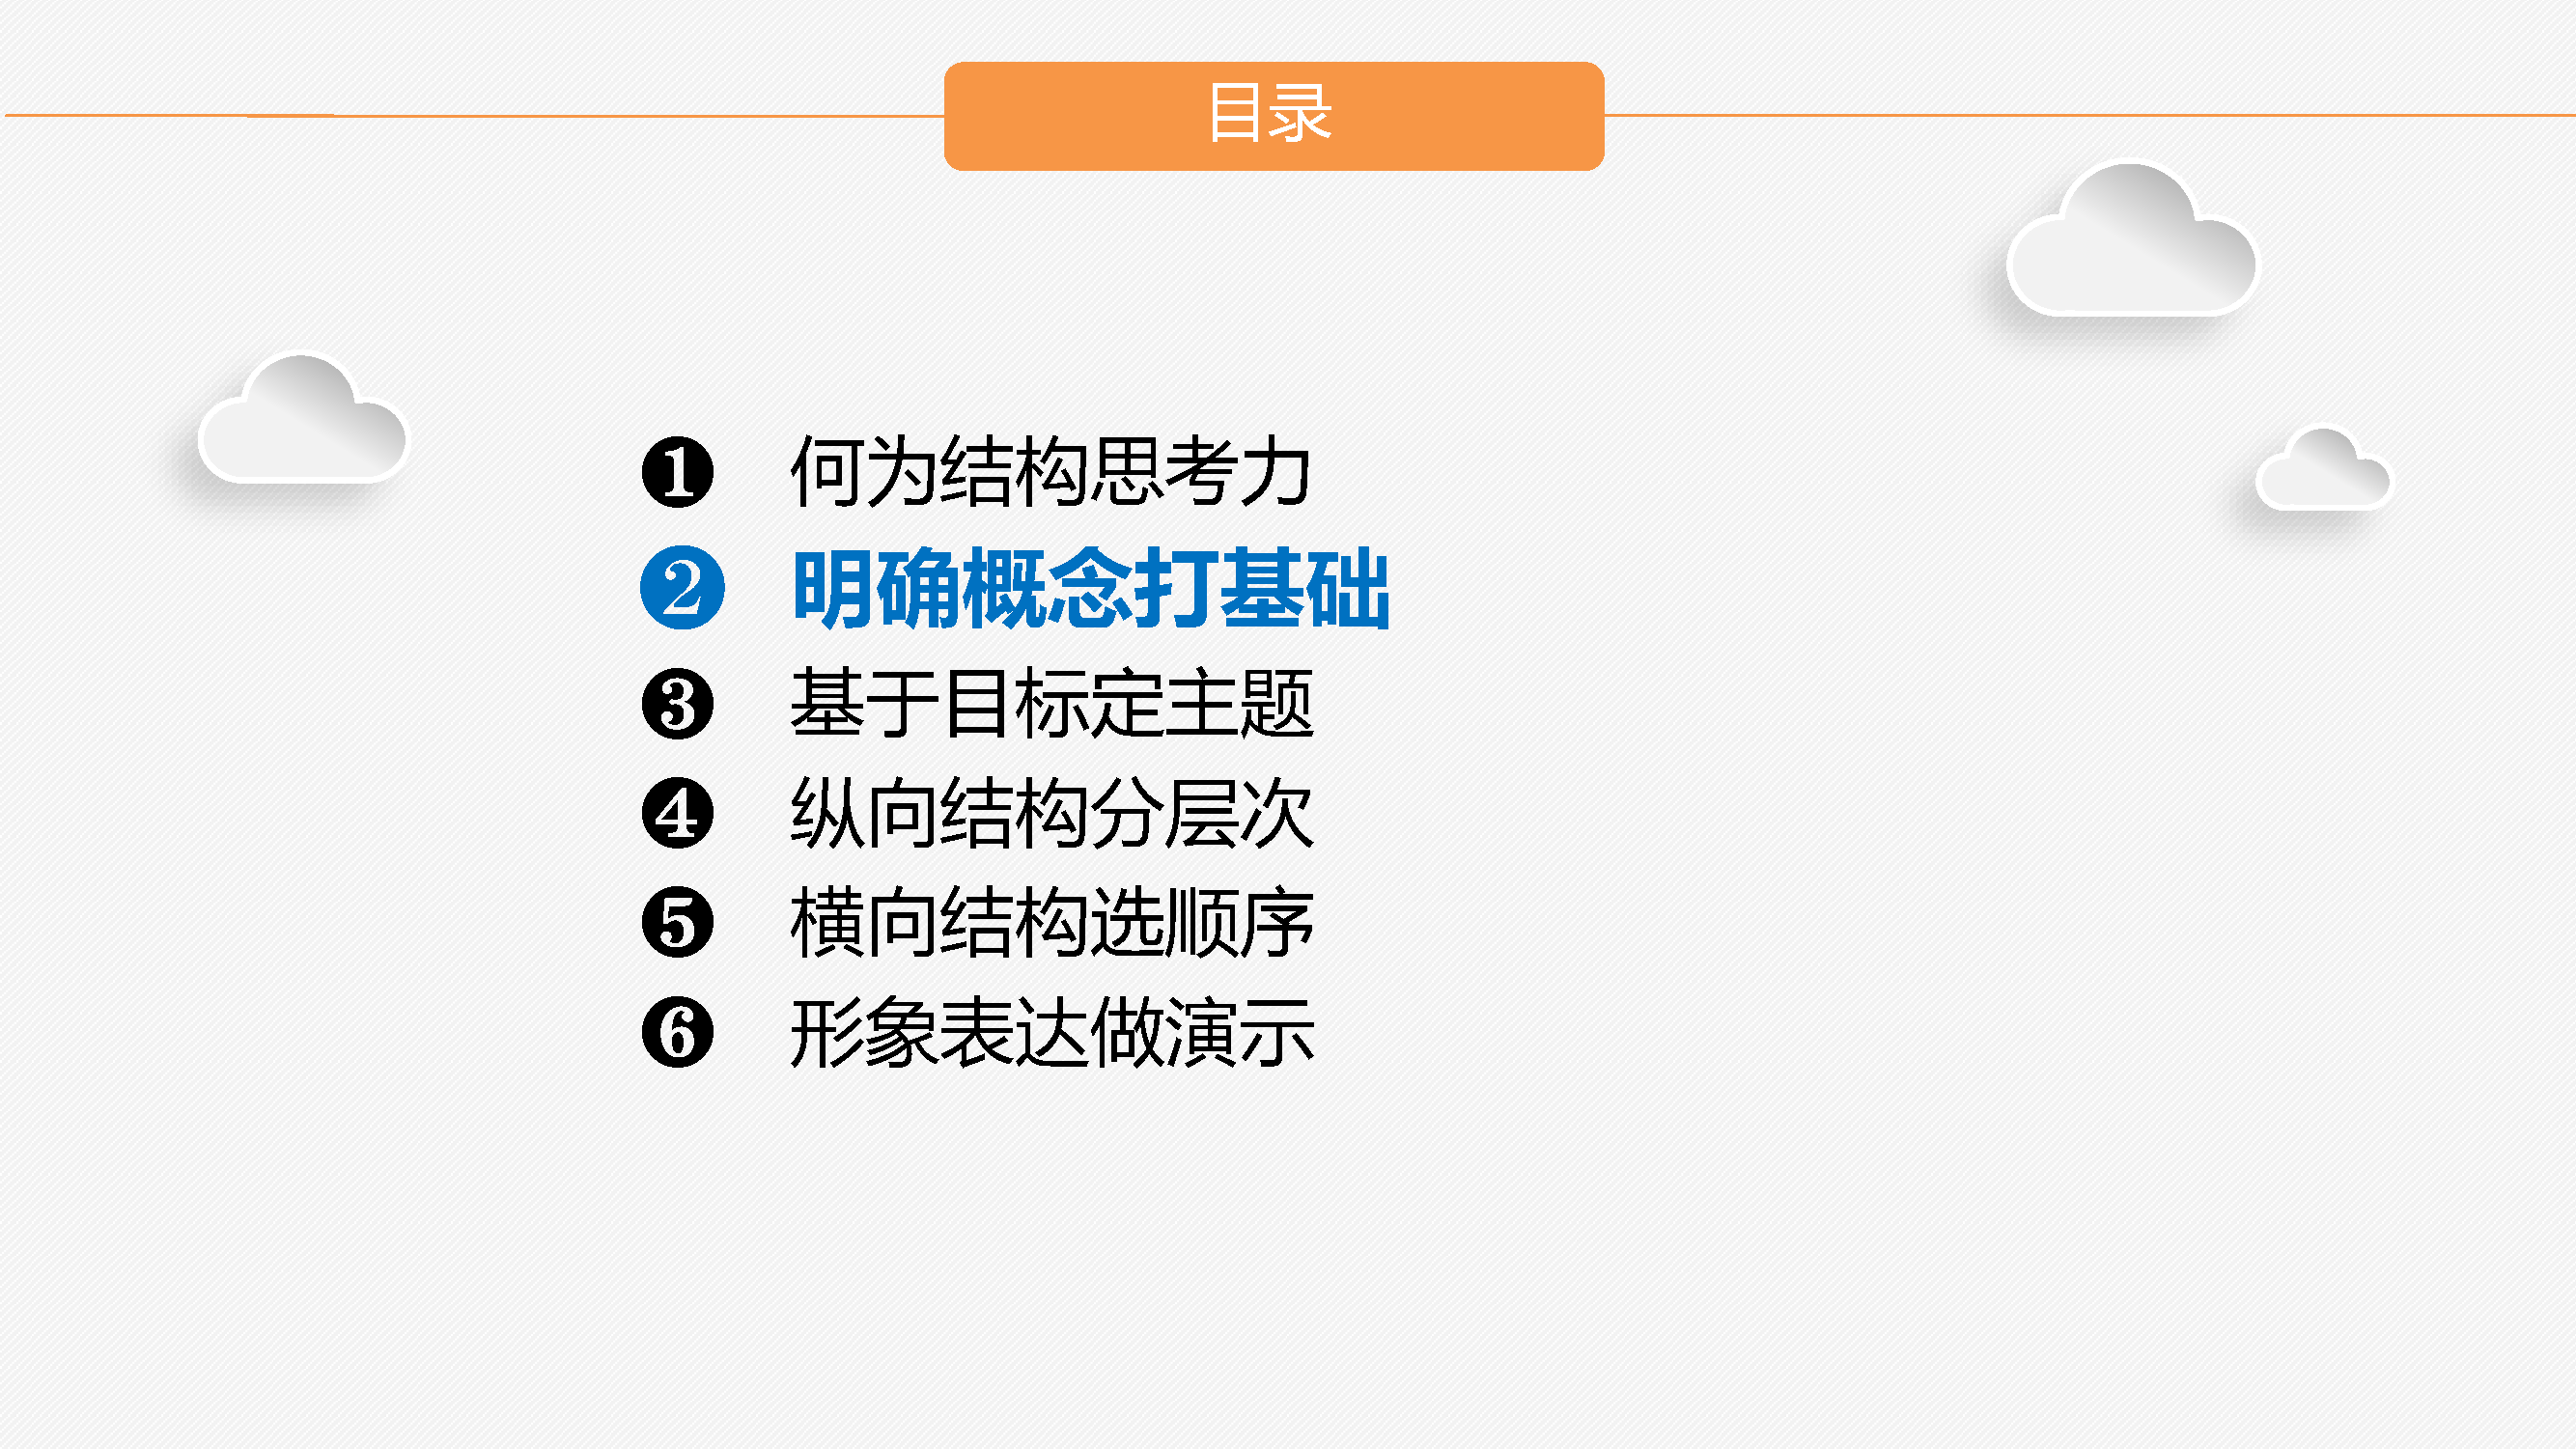 目录
❶ 何为结构思考力
❷ 明确概念打基础
❸ 基于目标定主题
❹ 纵向结构分层次
❺ 横向结构选顺序
❻ 形象表达做演示